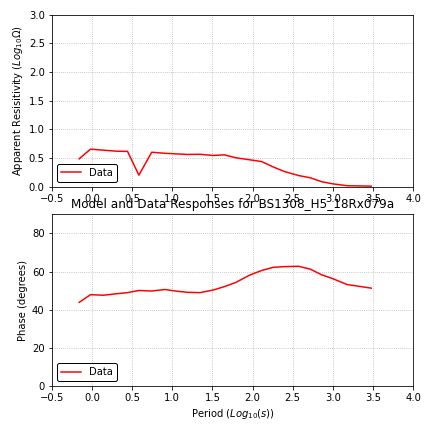 3.0
2.5
2.0
1.5
1.0
0.5
0.0
Apparent Resisitivity (Log10Ω)
Data
−0.5 0.0 0.5 1.0 1.5 2.0 2.5 3.0 3.5 4.0
Model and Data Responses for BS1308_H5_18Rx079a
80
60
40
20
0
Phase (degrees)
Data
−0.5 0.0 0.5 1.0 1.5 2.0 2.5 3.0 3.5 4.0
Period (Log10(s))